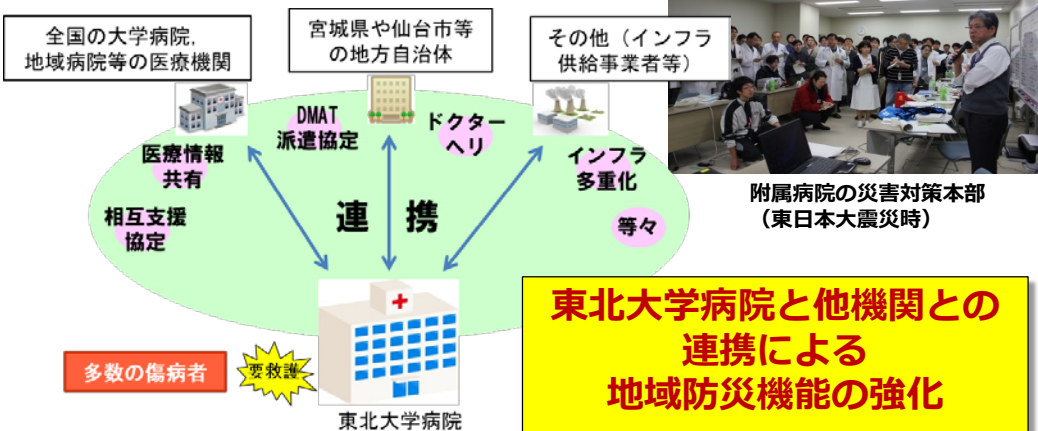 全国の大学病院,
地域病院等の医療機関
宮城県や仙台市等
の地方自治体
その他（インフラ
供給事業者等）
DMAT
派遣協定
ドクター
ヘリ
医療情報
共有
インフラ
多重化
相互支援
協定
連 携
等々
附属病院の災害対策本部
（東日本大震災時）
東北大学病院と他機関との
連携による
地域防災機能の強化
多数の傷病者
要救護
東北大学病院